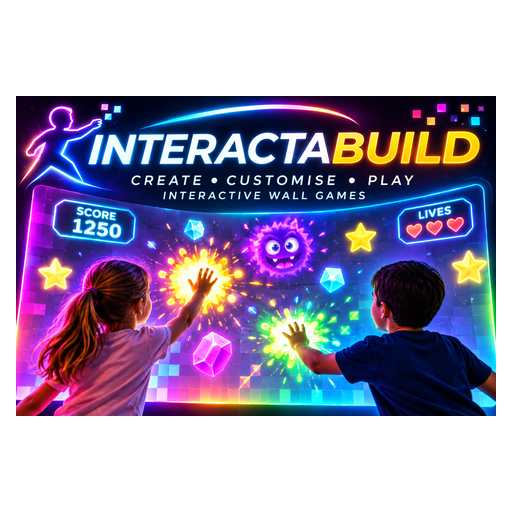 INTERACTABUILD
CREATE • CUSTOMISE • PLAY
INTERACTIVE WALL GAMES
SCORE
1250
LIVES